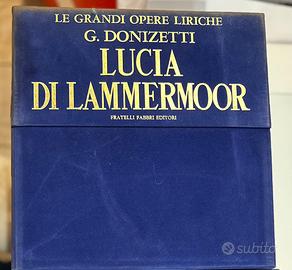 LE GRANDI OPERE LIRICHE
G. DONIZETTI
LUCIA
DI LAMMERMOOR
FRATELLI FABBRI EDITORI
subito